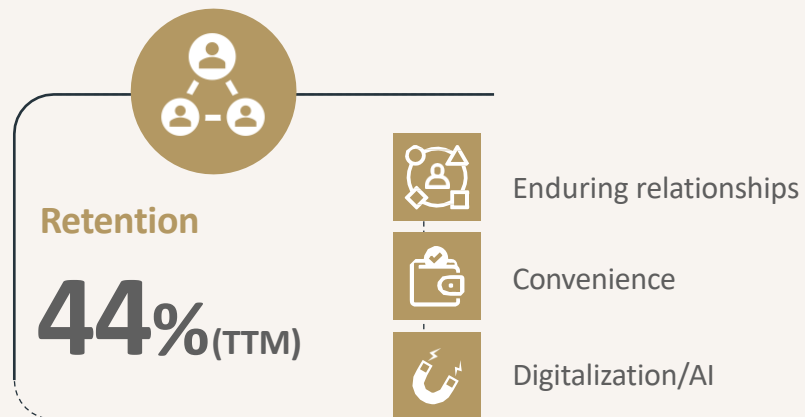 Retention
44%(TTM)
Enduring relationships
Convenience
Digitalization/AI